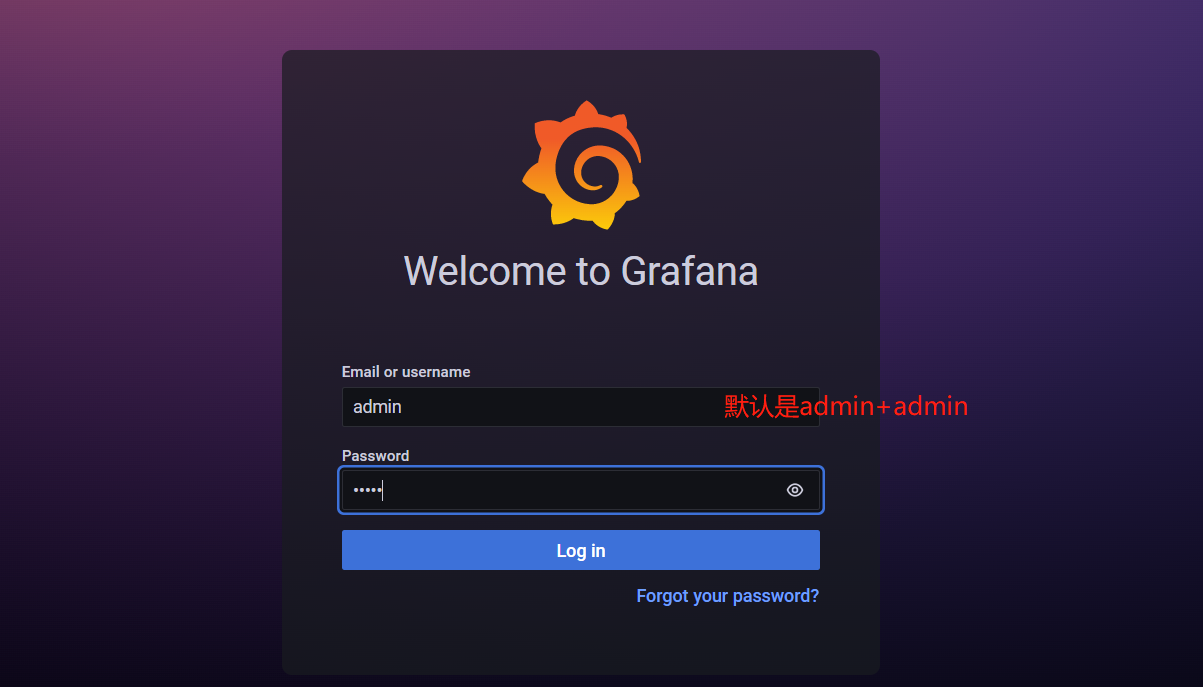 Welcome to Grafana
Email or username
admin
默认是admin+admin
Password
•••••
Log in
Forgot your password?